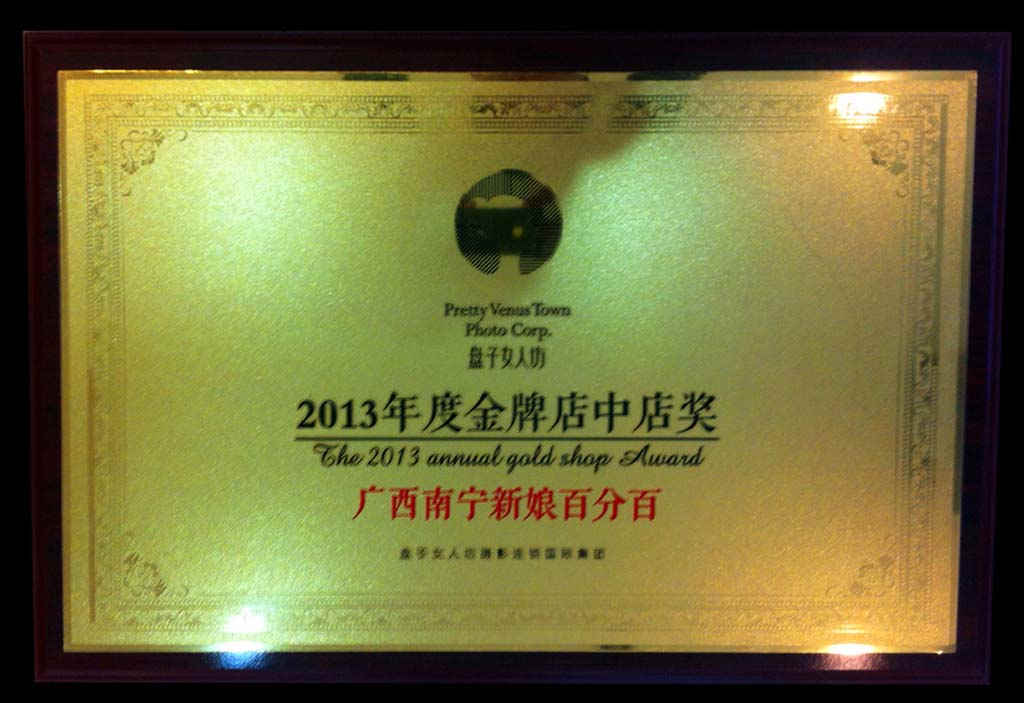 Pretty Venus Town
Photo Corp.
盘子女人坊
2013年度金牌店中店奖
The 2013 annual gold shop Award
广西南宁新娘百分百
盘子女人坊摄影连锁国际集团